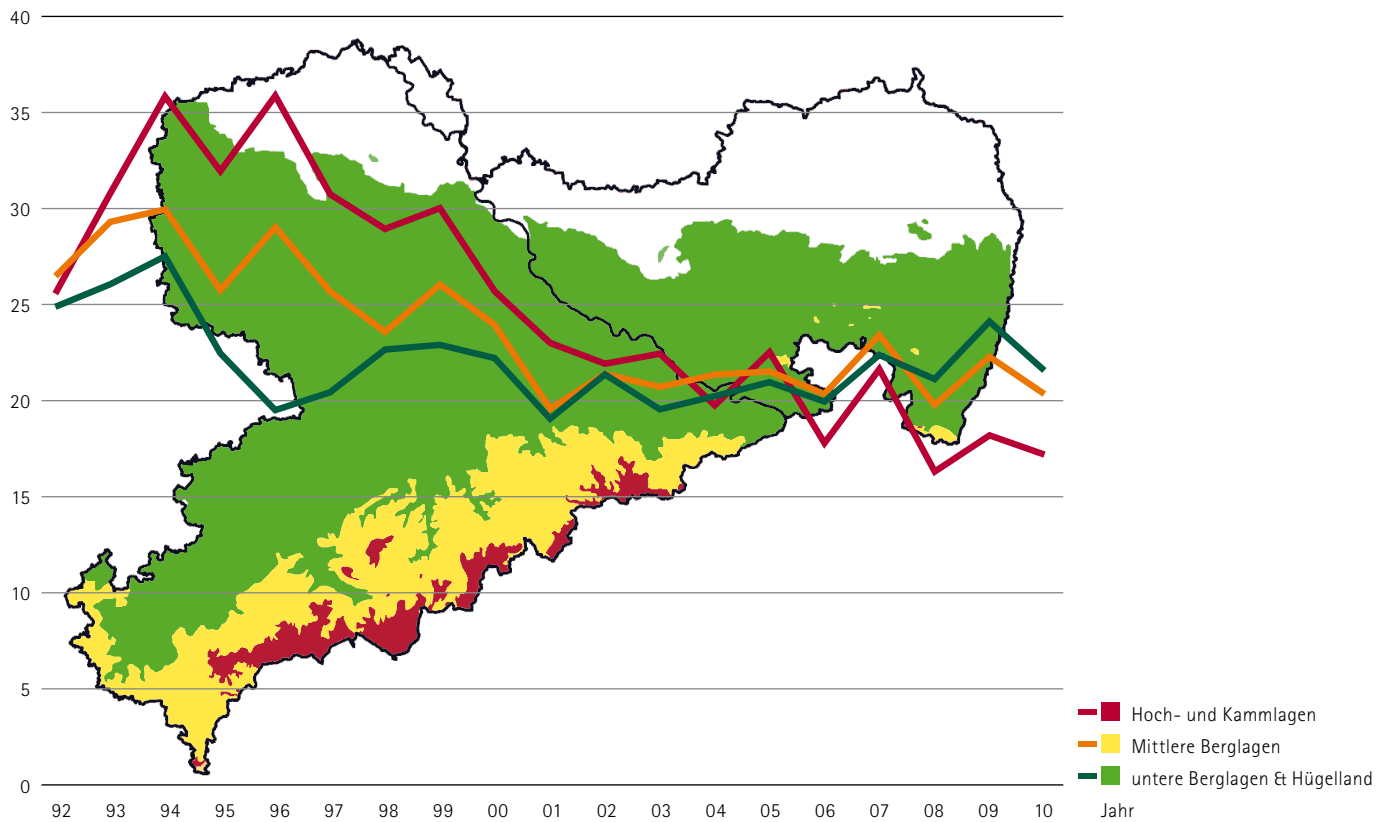 40
35
30
25
20
15
10
5
0
92 93 94 95 96 97 98 99 00 01 02 03 04 05 06 07 08 09 10
Hoch- und Kammlagen
Mittlere Berglagen
untere Berglagen & Hügelland
Jahr